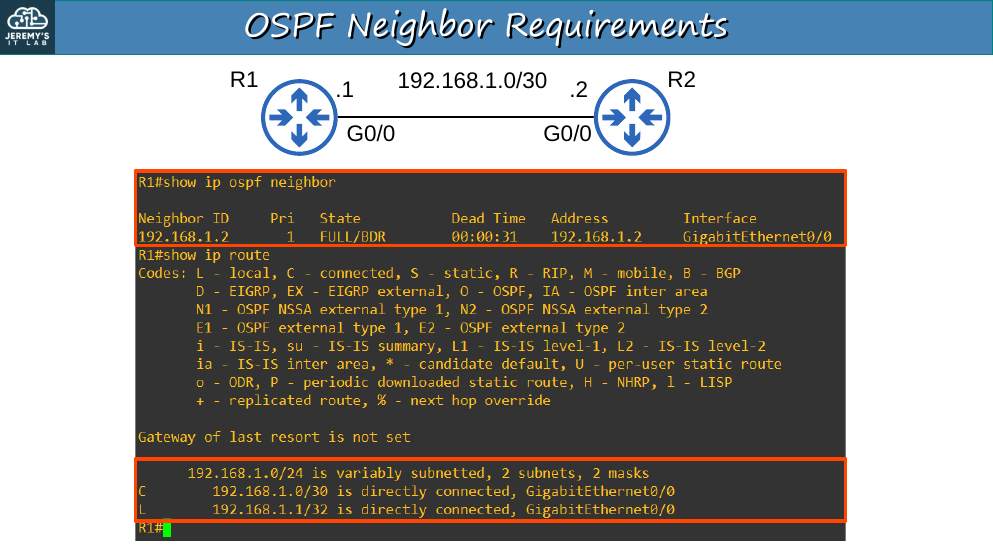 JEREMY'S
IT LAB
OSPF Neighbor Requirements
R1 .1 192.168.1.0/30 .2 R2
G0/0 G0/0
R1#show ip ospf neighbor
Neighbor ID Pri State Dead Time Address Interface
192.168.1.2 1 FULL/BDR 00:00:31 192.168.1.2 GigabitEthernet0/0
R1#show ip route
Codes: L - local, C - connected, S - static, R - RIP, M - mobile, B - BGP
D - EIGRP, EX - EIGRP external, O - OSPF, IA - OSPF inter area
N1 - OSPF NSSA external type 1, N2 - OSPF NSSA external type 2
E1 - OSPF external type 1, E2 - OSPF external type 2
i - IS-IS, su - IS-IS summary, L1 - IS-IS level-1, L2 - IS-IS level-2
ia - IS-IS inter area, * - candidate default, U - per-user static route
o - ODR, P - periodic downloaded static route, H - NHRP, l - LISP
+ - replicated route, % - next hop override
Gateway of last resort is not set
192.168.1.0/24 is variably subnetted, 2 subnets, 2 masks
C 192.168.1.0/30 is directly connected, GigabitEthernet0/0
L 192.168.1.1/32 is directly connected, GigabitEthernet0/0
R1#